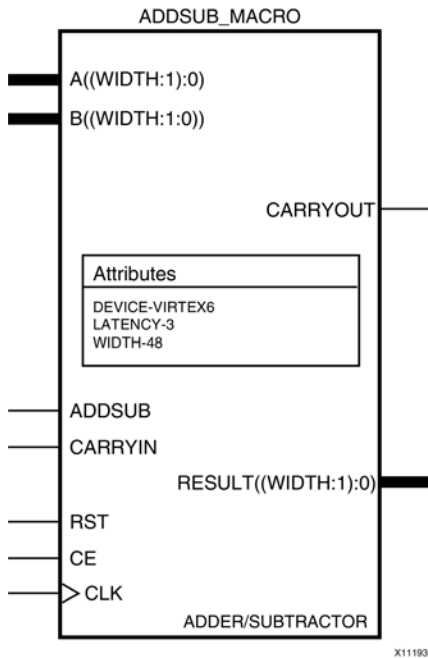 ADDSUB_MACRO
A((WIDTH:1):0)
B((WIDTH:1:0))
CARRYOUT
Attributes
DEVICE-VIRTEX6
LATENCY-3
WIDTH-48
ADDSUB
CARRYIN
RESULT((WIDTH:1):0)
RST
CE
CLK
ADDER/SUBTRACTOR
X11193